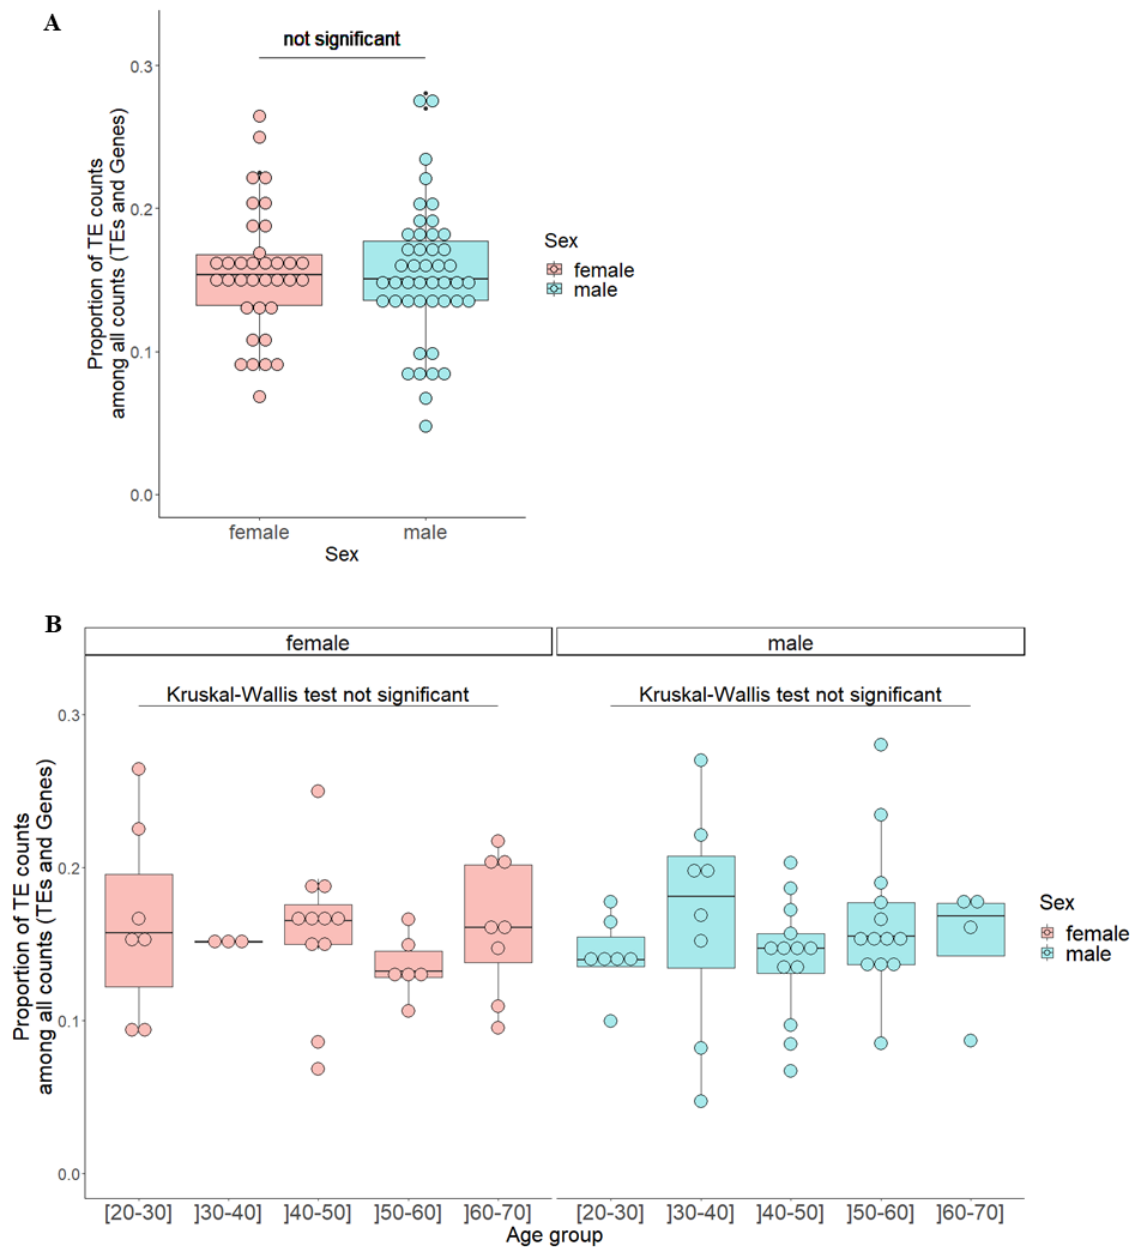 A
not significant
0.3
0.2
0.1
0.0
Proportion of TE counts
among all counts (TEs and Genes)
female
male
Sex
Sex
female
male
B
female
male
Kruskal-Wallis test not significant
Kruskal-Wallis test not significant
0.3
0.2
0.1
0.0
Proportion of TE counts
among all counts (TEs and Genes)
[20-30]
]30-40]
]40-50]
]50-60]
]60-70]
[20-30]
]30-40]
]40-50]
]50-60]
]60-70]
Age group
Sex
female
male